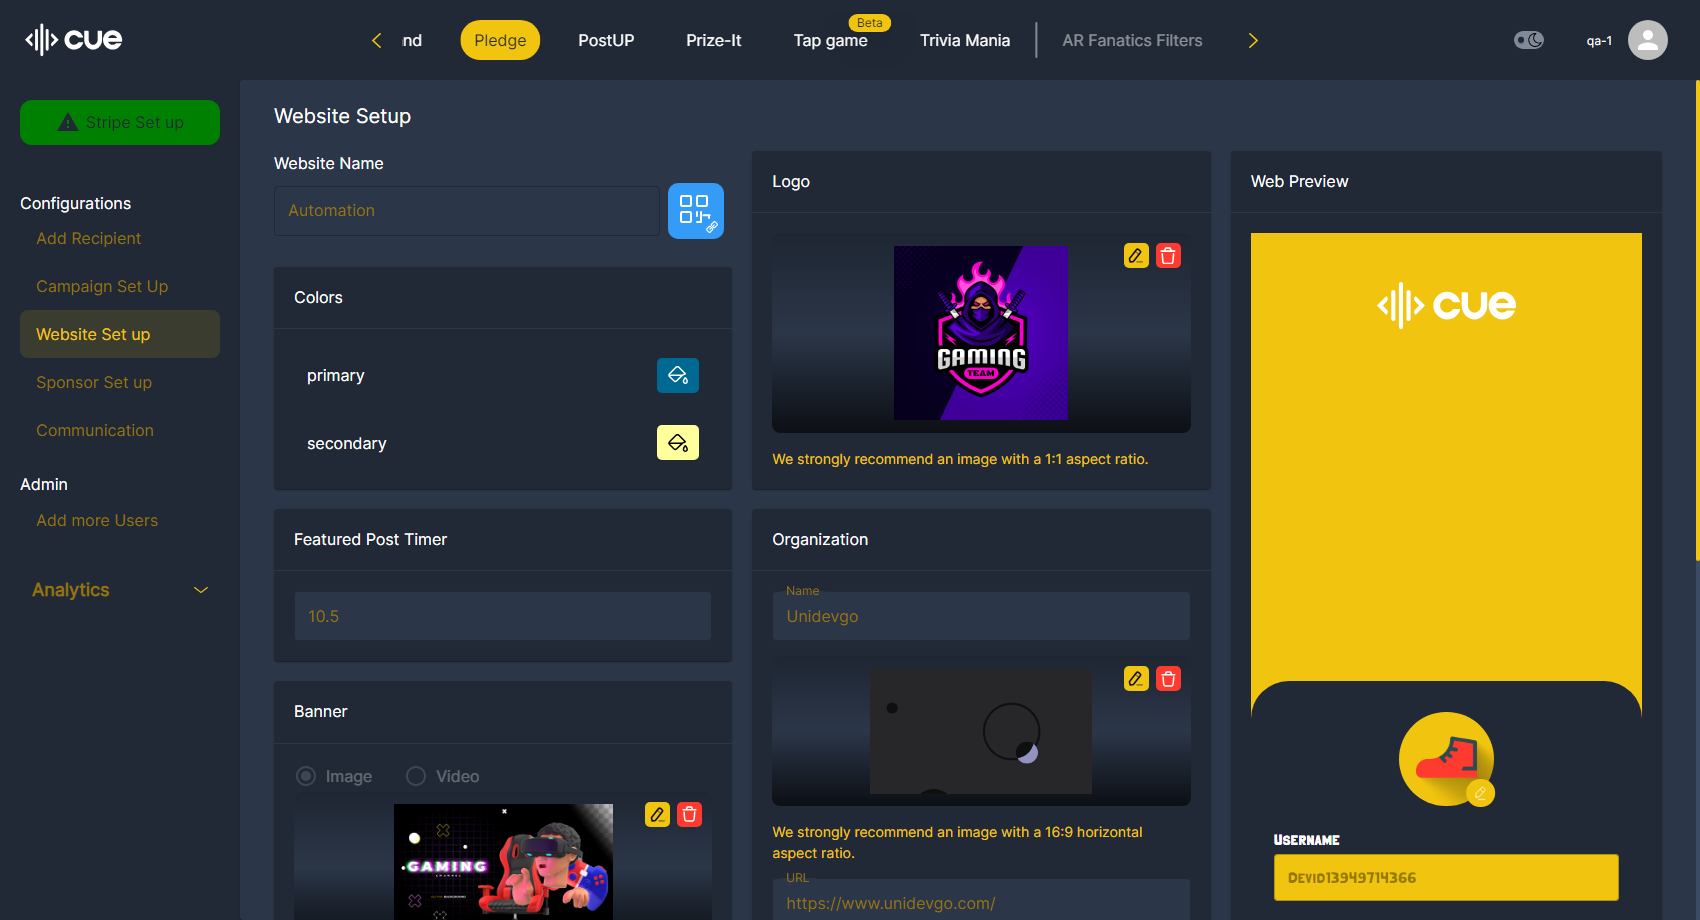 cue
nd
Pledge
PostUP
Prize-It
Tap game
Beta
Trivia Mania
AR Fanatics Filters
qa-1
Stripe Set up
Configurations
Add Recipient
Campaign Set Up
Website Set up
Sponsor Set up
Communication
Admin
Add more Users
Analytics
Website Setup
Website Name
Automation
Colors
primary
secondary
Featured Post Timer
10.5
Banner
Image
Video
GAMING
Logo
GAMING
TEAM
We strongly recommend an image with a 1:1 aspect ratio.
Organization
Name
Unidevgo
We strongly recommend an image with a 16:9 horizontal
aspect ratio.
URL
https://www.unidevgo.com/
Web Preview
cue
Username
Devid13949714366